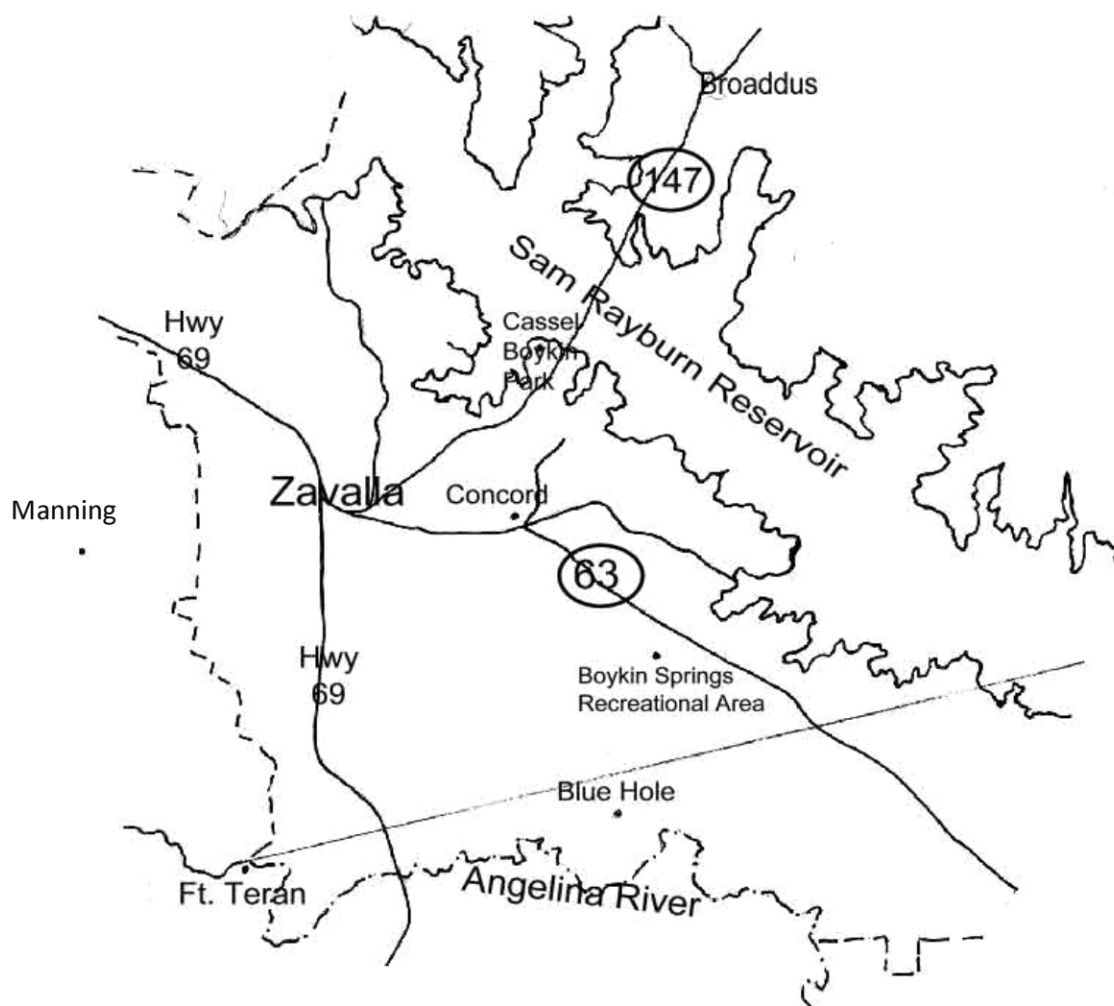 Broaddus
147
Sam Rayburn Reservoir
Hwy
69
Cassel
Boykin
Park
Zavalla
Concord
Manning
63
Hwy
69
Boykin Springs
Recreational Area
Blue Hole
Ft. Teran
Angelina River